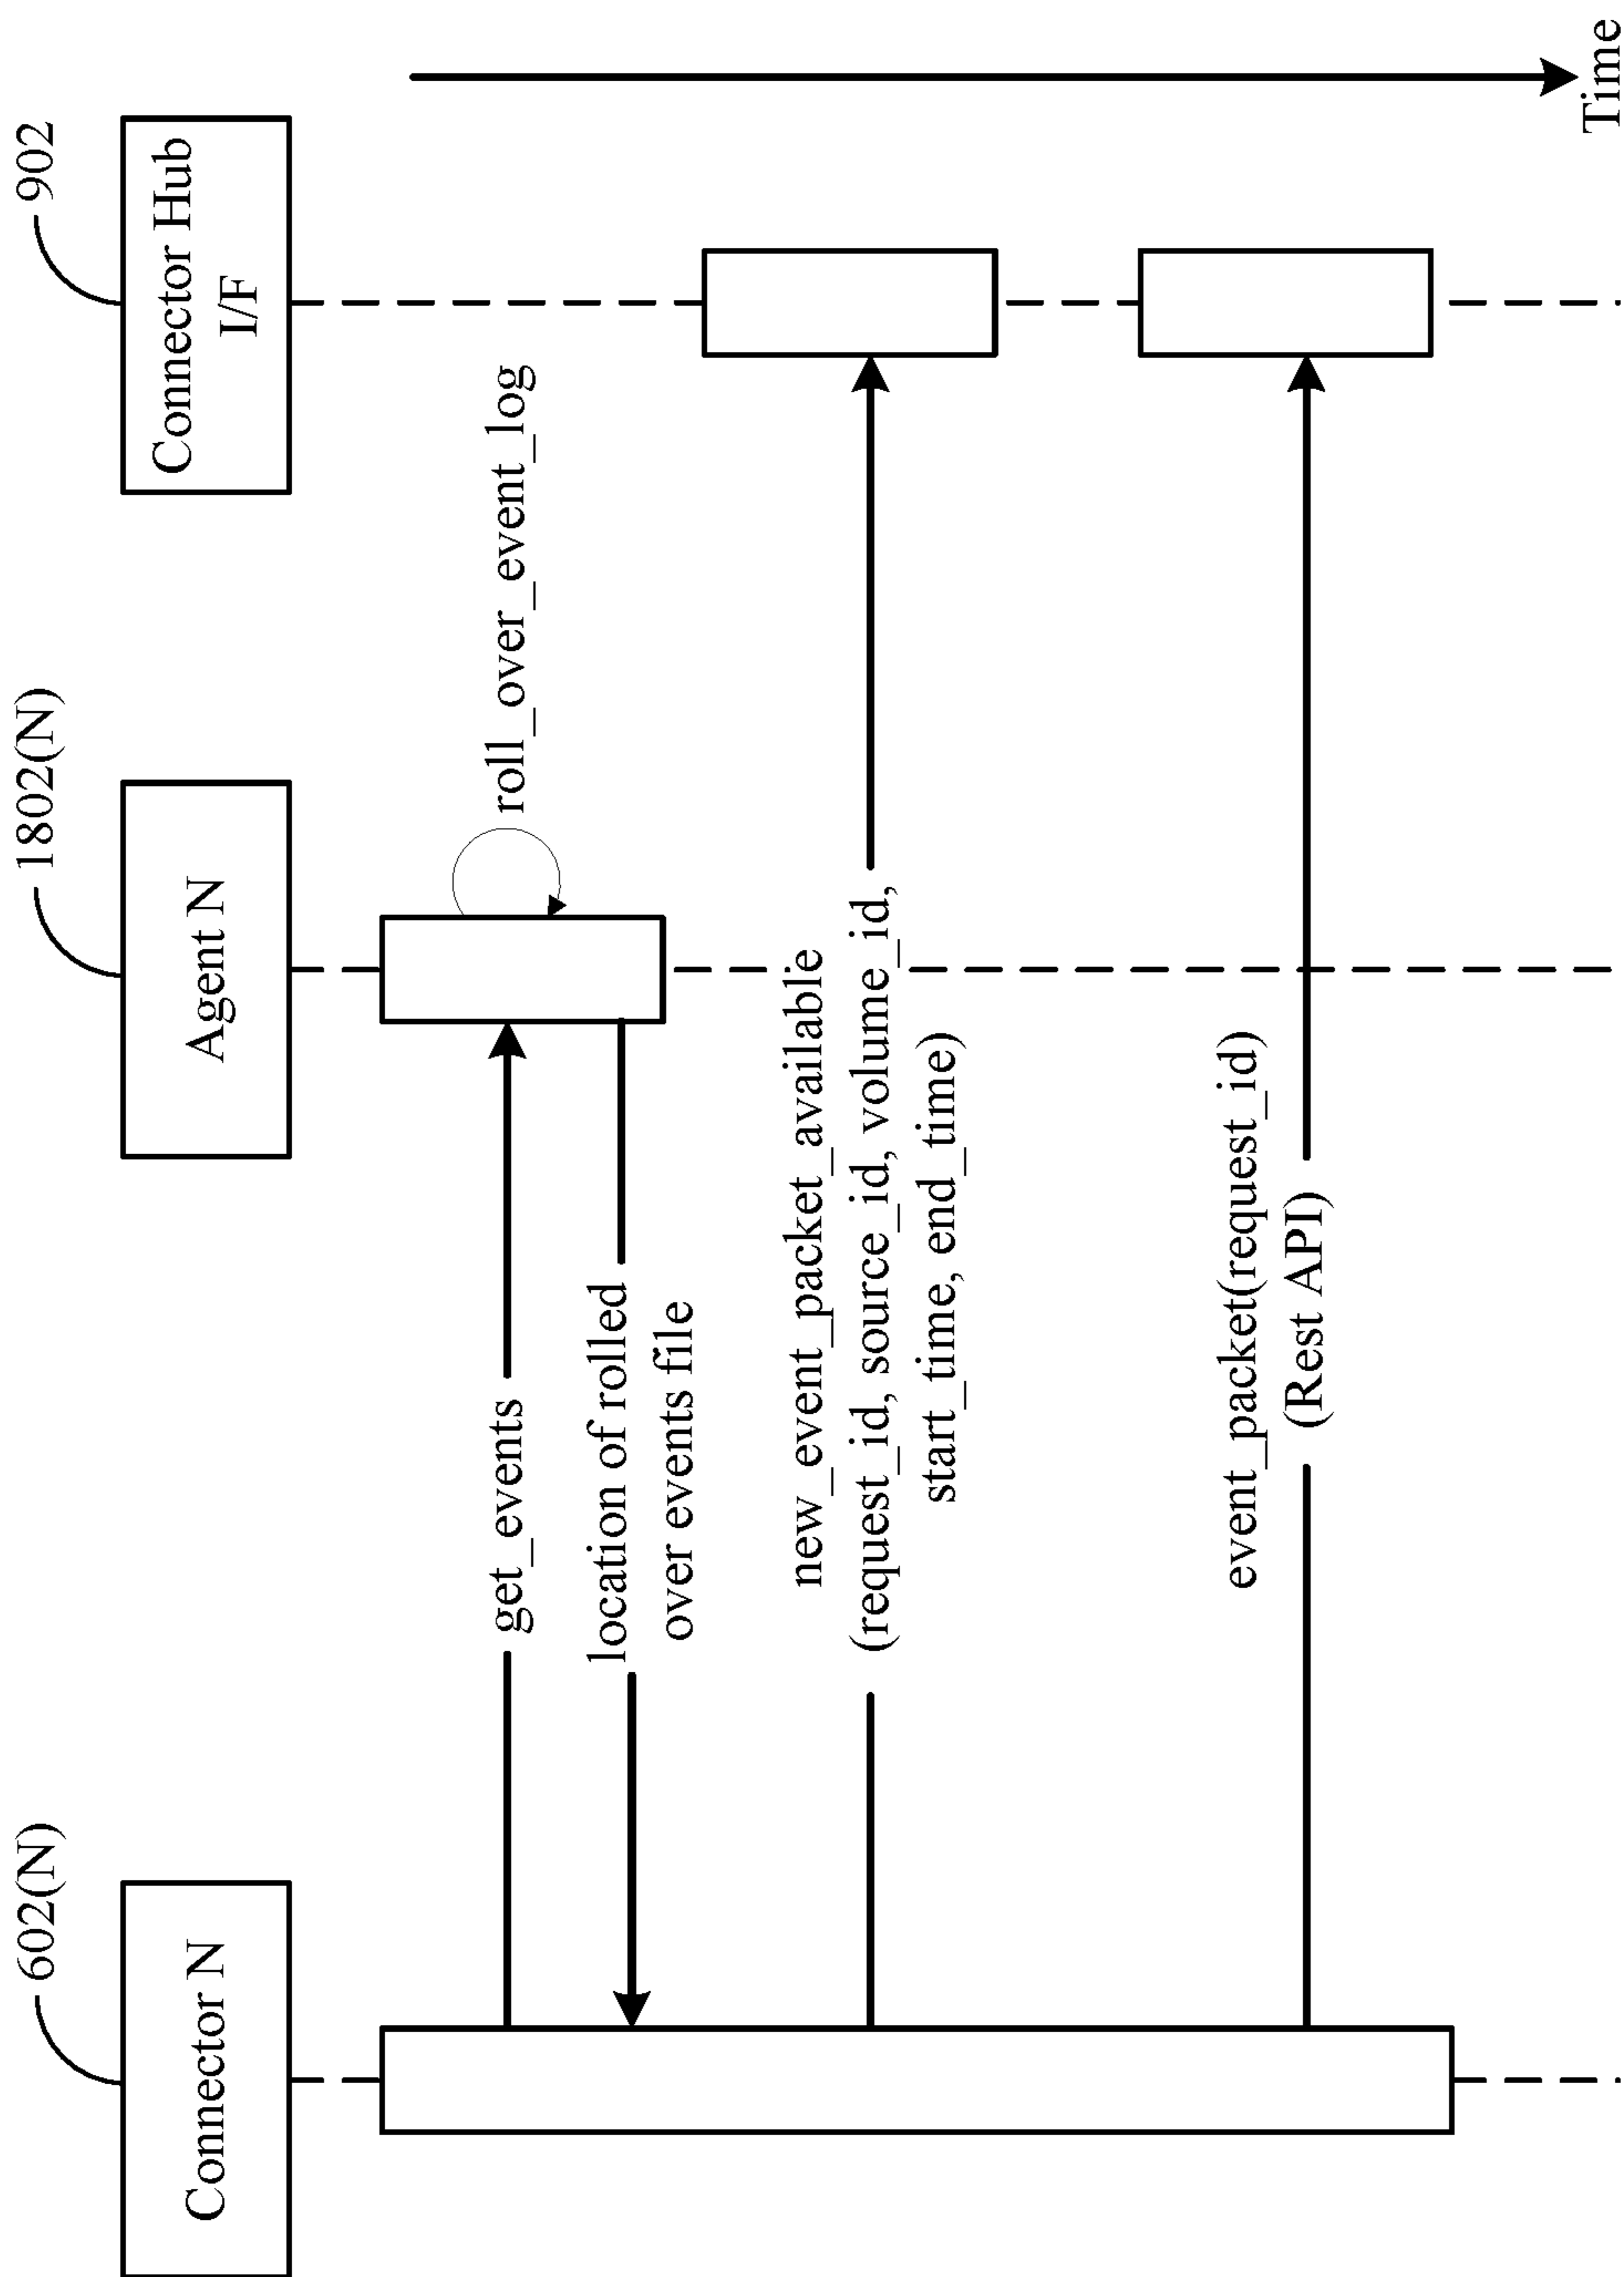 602(N)
1802(N)
902
Connector N
Agent N
Connector Hub
I/F
get_events
roll_over_event_log
location of rolled
over events file
new_event_packet_available
(request_id, source_id, volume_id,
start_time, end_time)
event_packet(request_id)
(Rest API)
Time